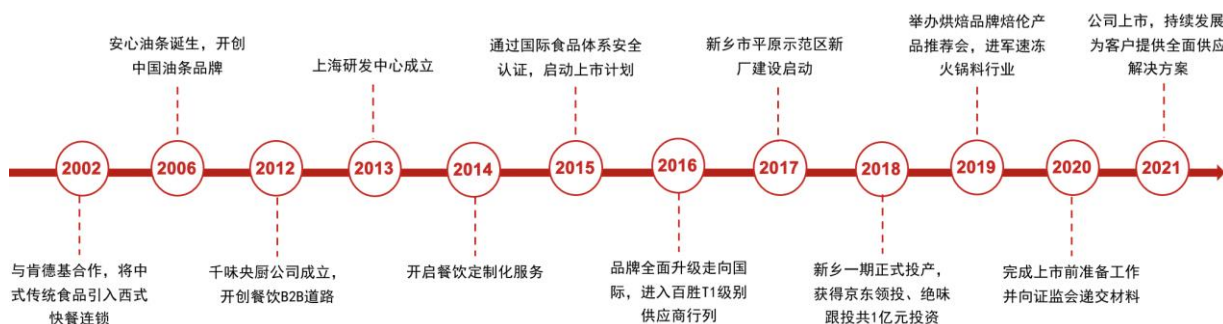 安心油条诞生，开创
中国油条品牌
上海研发中心成立
通过国际食品体系安全
认证，启动上市计划
新乡市平原示范区新
厂建设启动
举办烘焙品牌焙伦产
品推荐会，进军速冻
火锅料行业
公司上市，持续发展
为客户提供全面供应
解决方案
2002
2006
2012
2013
2014
2015
2016
2017
2018
2019
2020
2021
与肯德基合作，将中
式传统食品引入西式
快餐连锁
千味央厨公司成立，
开创餐饮B2B道路
开启餐饮定制化服务
品牌全面升级走向国
际，进入百胜T1级别
供应商行列
新乡一期正式投产，
获得京东领投、绝味
跟投共1亿元投资
完成上市前准备工作
并向证监会递交材料